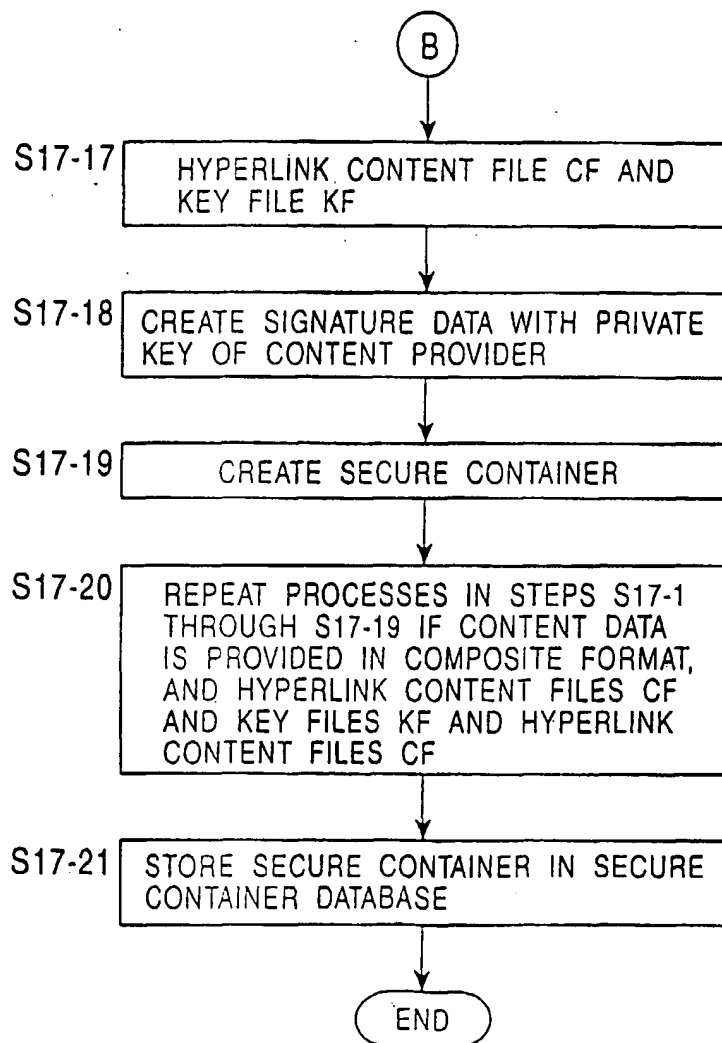 B
S17-17
HYPERLINK CONTENT FILE CF AND
KEY FILE KF
S17-18
CREATE SIGNATURE DATA WITH PRIVATE
KEY OF CONTENT PROVIDER
S17-19
CREATE SECURE CONTAINER
S17-20
REPEAT PROCESSES IN STEPS S17-1
THROUGH S17-19 IF CONTENT DATA
IS PROVIDED IN COMPOSITE FORMAT,
AND HYPERLINK CONTENT FILES CF
AND KEY FILES KF AND HYPERLINK
CONTENT FILES CF
S17-21
STORE SECURE CONTAINER IN SECURE
CONTAINER DATABASE
END